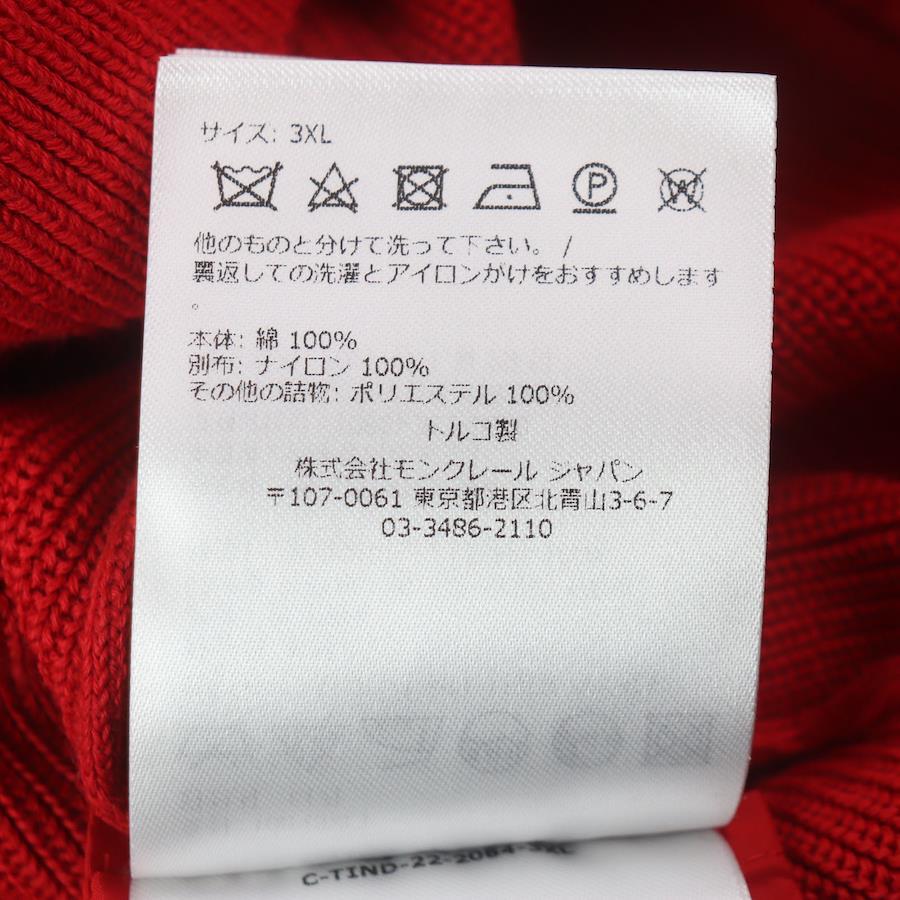 サイズ: 3XL
P
W
他のものと分けて洗って下さい。 /
裏返しての洗濯とアイロンがけをおすすめします
。
本体: 綿 100%
別布: ナイロン 100%
その他の詰物: ポリエステル 100%
トルコ製
株式会社モンクレール ジャパン
〒107-0061 東京都港区北青山3-6-7
03-3486-2110
C-TIND-22-2084-3XL